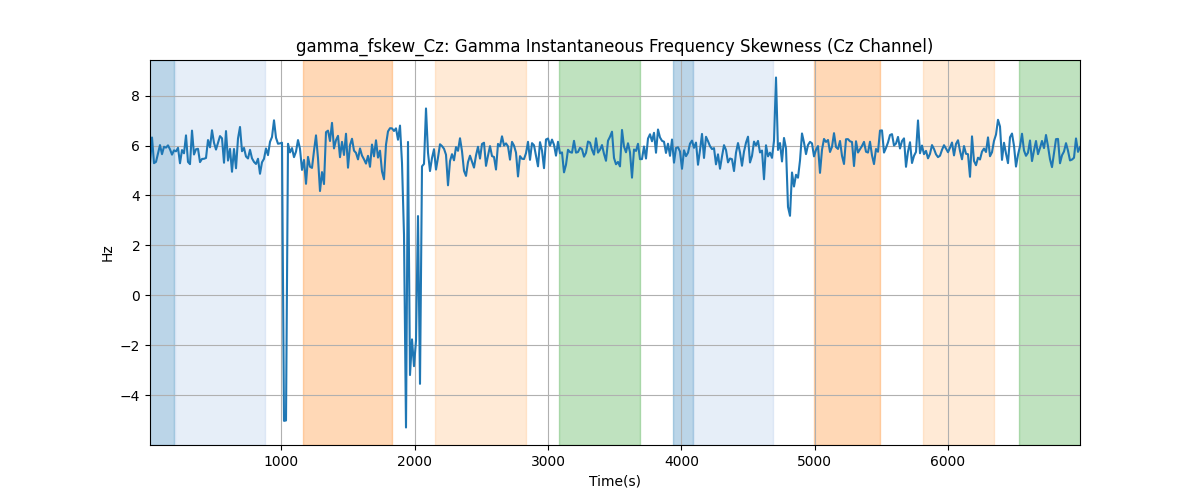 gamma_fskew_Cz: Gamma Instantaneous Frequency Skewness (Cz Channel)
8
6
4
2
0
−2
−4
Hz
1000 2000 3000 4000 5000 6000
Time(s)